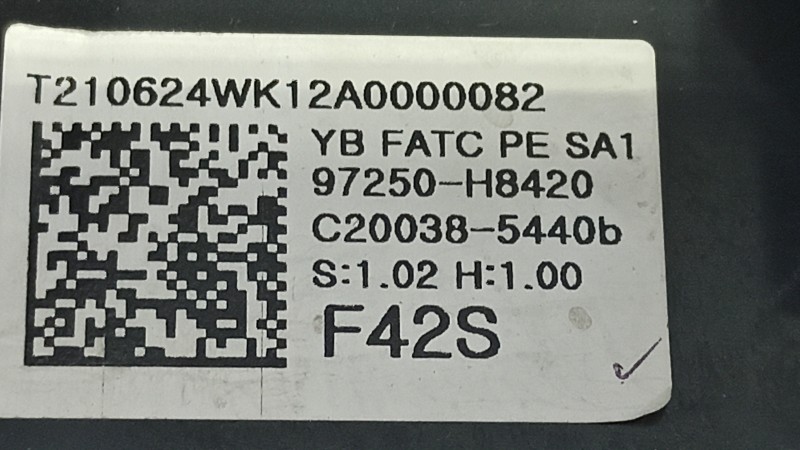 T210624WK12A0000082
YB FATC PE SA1
97250-H8420
C20038-5440b
S:1.02 H:1.00
F42S